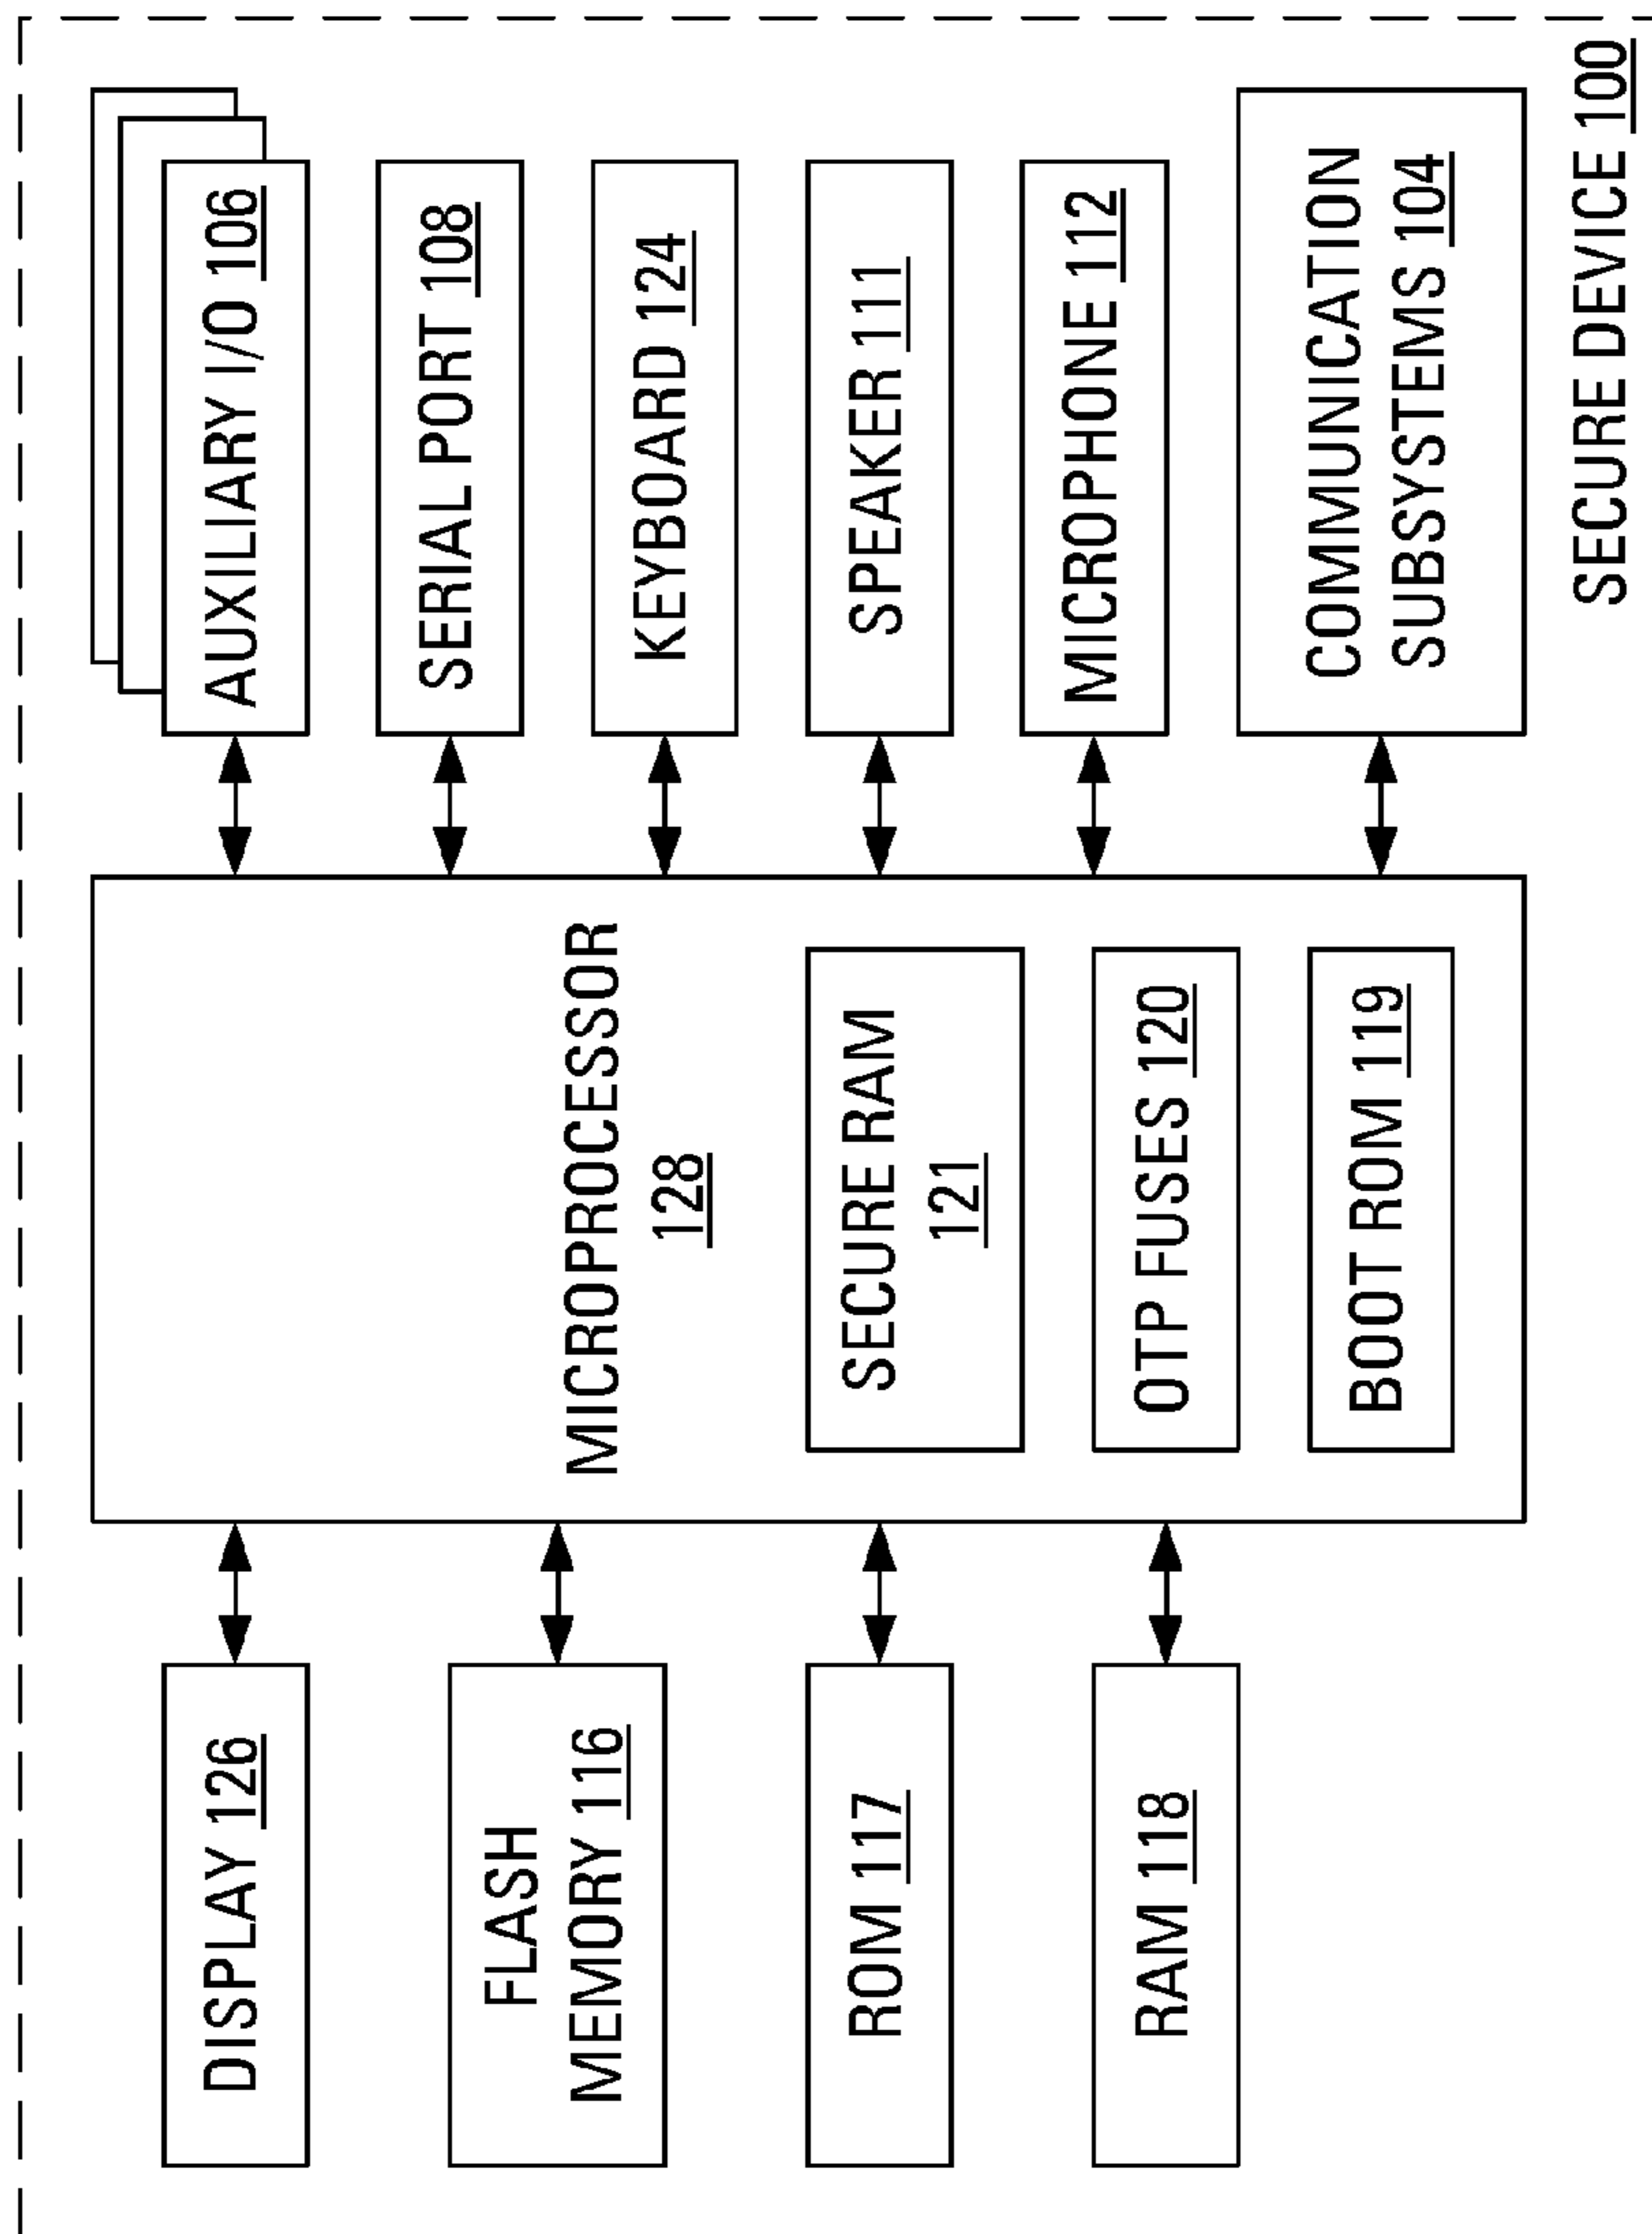 DISPLAY 126
FLASH
MEMORY 116
ROM 117
RAM 118
MICROPROCESSOR
128
SECURE RAM
121
OTP FUSES 120
BOOT ROM 119
AUXILIARY I/O 106
SERIAL PORT 108
KEYBOARD 124
SPEAKER 111
MICROPHONE 112
COMMUNICATION
SUBSYSTEMS 104
SECURE DEVICE 100